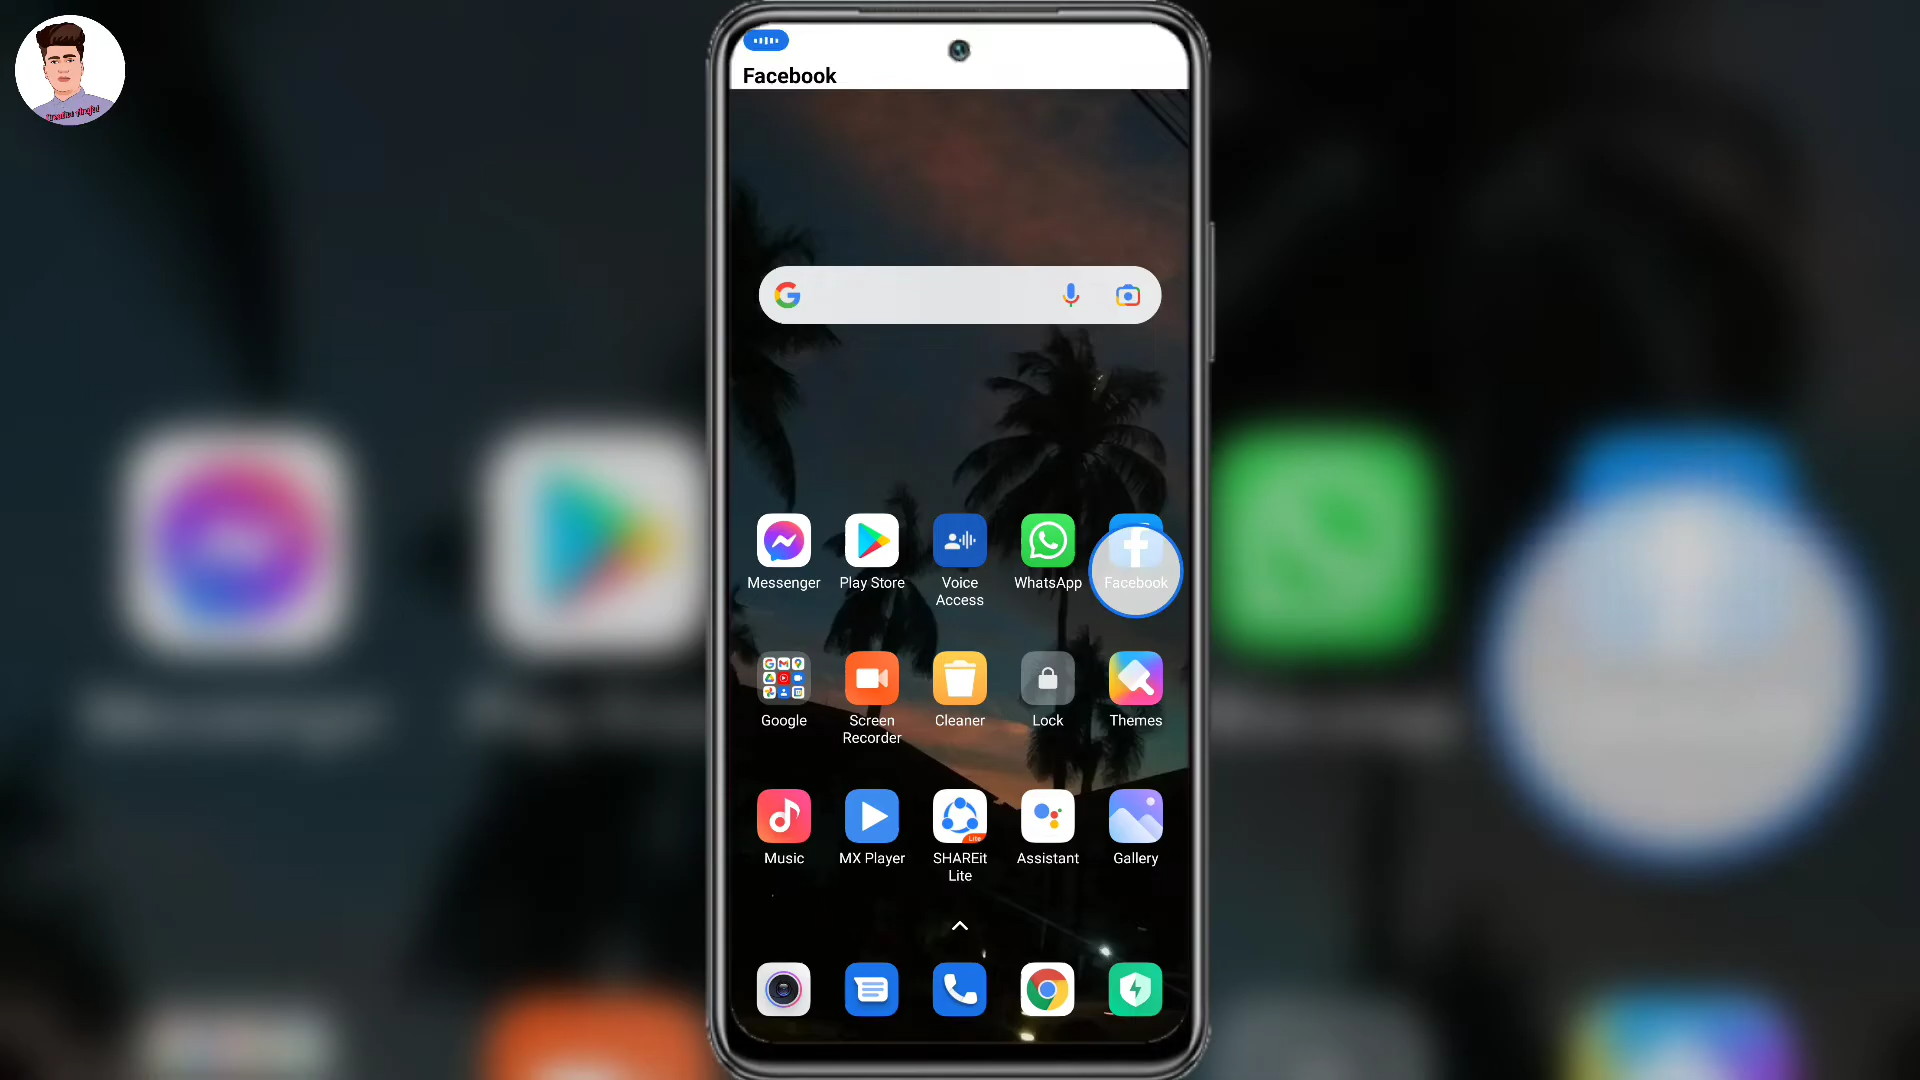 Facebook
Messenger
Play Store
Voice
Access
WhatsApp
Facebook
Google
Screen
Recorder
Cleaner
Lock
Themes
Music
MX Player
SHAREit
Lite
Lite
Assistant
Gallery